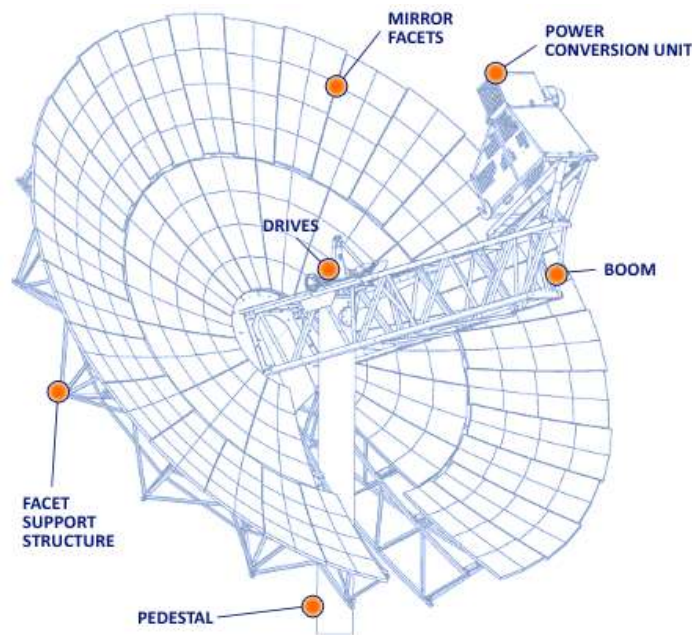 MIRROR
FACETS
POWER
CONVERSION UNIT
DRIVES
BOOM
FACET
SUPPORT
STRUCTURE
PEDESTAL